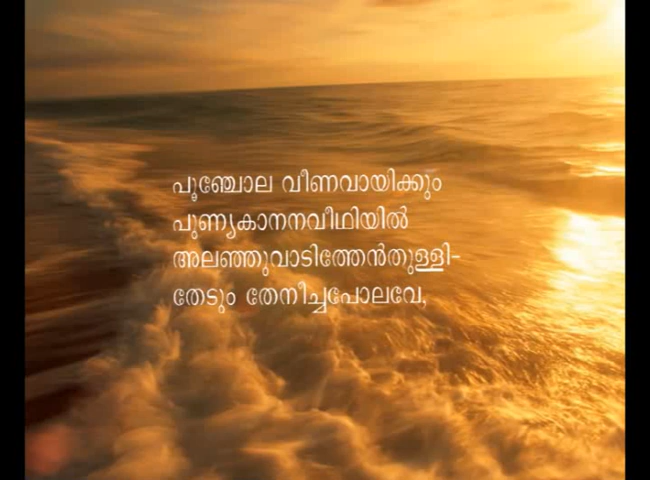 പൂഞ്ചോല വീണവായിക്കും
പുണ്യകാനനവീഥിയിൽ
അലഞ്ഞുവാടിത്തേൻതുള്ളി-
തേടും തേനീച്ചപോലവേ,